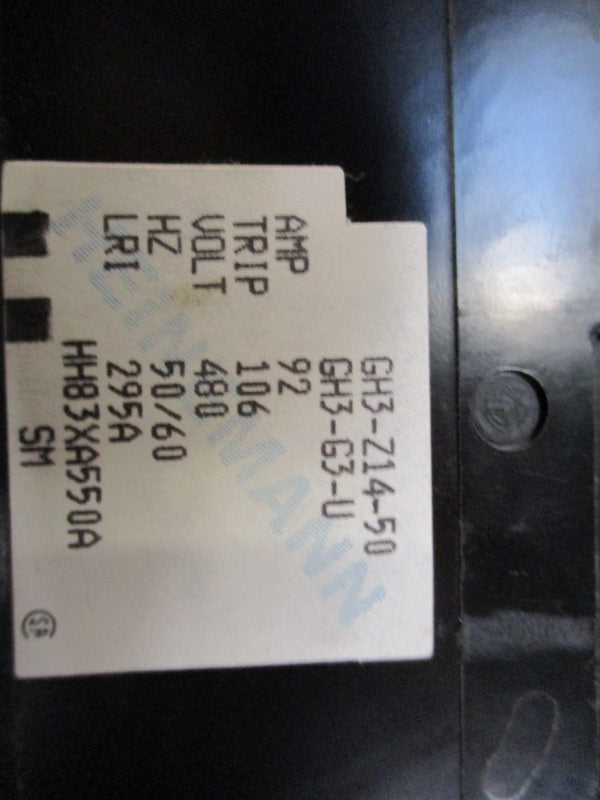 GH3-Z14-50
GH3-G3-U
AMP 92
TRIP 106
VOLT 480
HZ 50/60
LRI 295A
HH83XA550A
SM
HEINEMANN